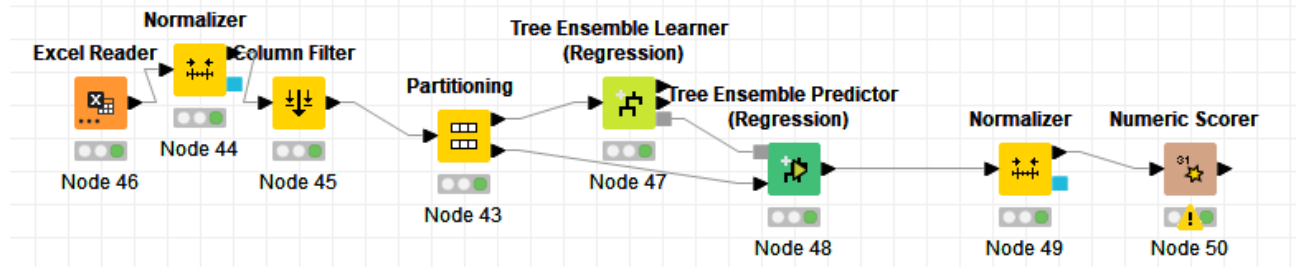 Normalizer
Excel Reader
Column Filter
Tree Ensemble Learner
(Regression)
Partitioning
Tree Ensemble Predictor
(Regression)
Normalizer
Numeric Scorer
X
Node 44
Node 46
Node 45
Node 43
Node 47
Node 48
Node 49
Node 50